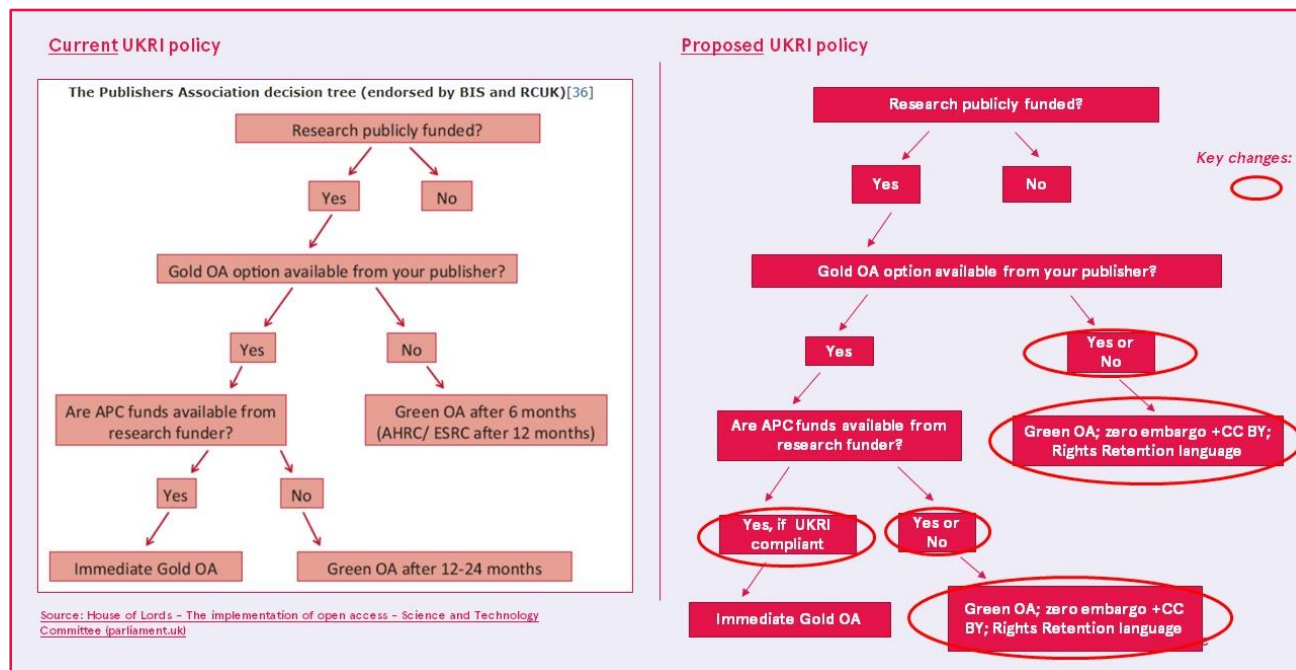 Current UKRI policy
The Publishers Association decision tree (endorsed by BIS and RCUK)[36]
Research publicly funded?
Yes
No
Gold OA option available from your publisher?
Yes
No
Are APC funds available from
research funder?
Green OA after 6 months
(AHRC/ ESRC after 12 months)
Yes
No
Immediate Gold OA
Green OA after 12-24 months
Source: House of Lords – The implementation of open access – Science and Technology
Committee (parliament.uk)
Proposed UKRI policy
Research publicly funded?
Key changes:
Yes
No
Gold OA option available from your publisher?
Yes
Yes or
No
Are APC funds available from
research funder?
Green OA; zero embargo +CC BY;
Rights Retention language
Yes, if UKRI
compliant
Yes or
No
Immediate Gold OA
Green OA; zero embargo +CC
BY; Rights Retention language